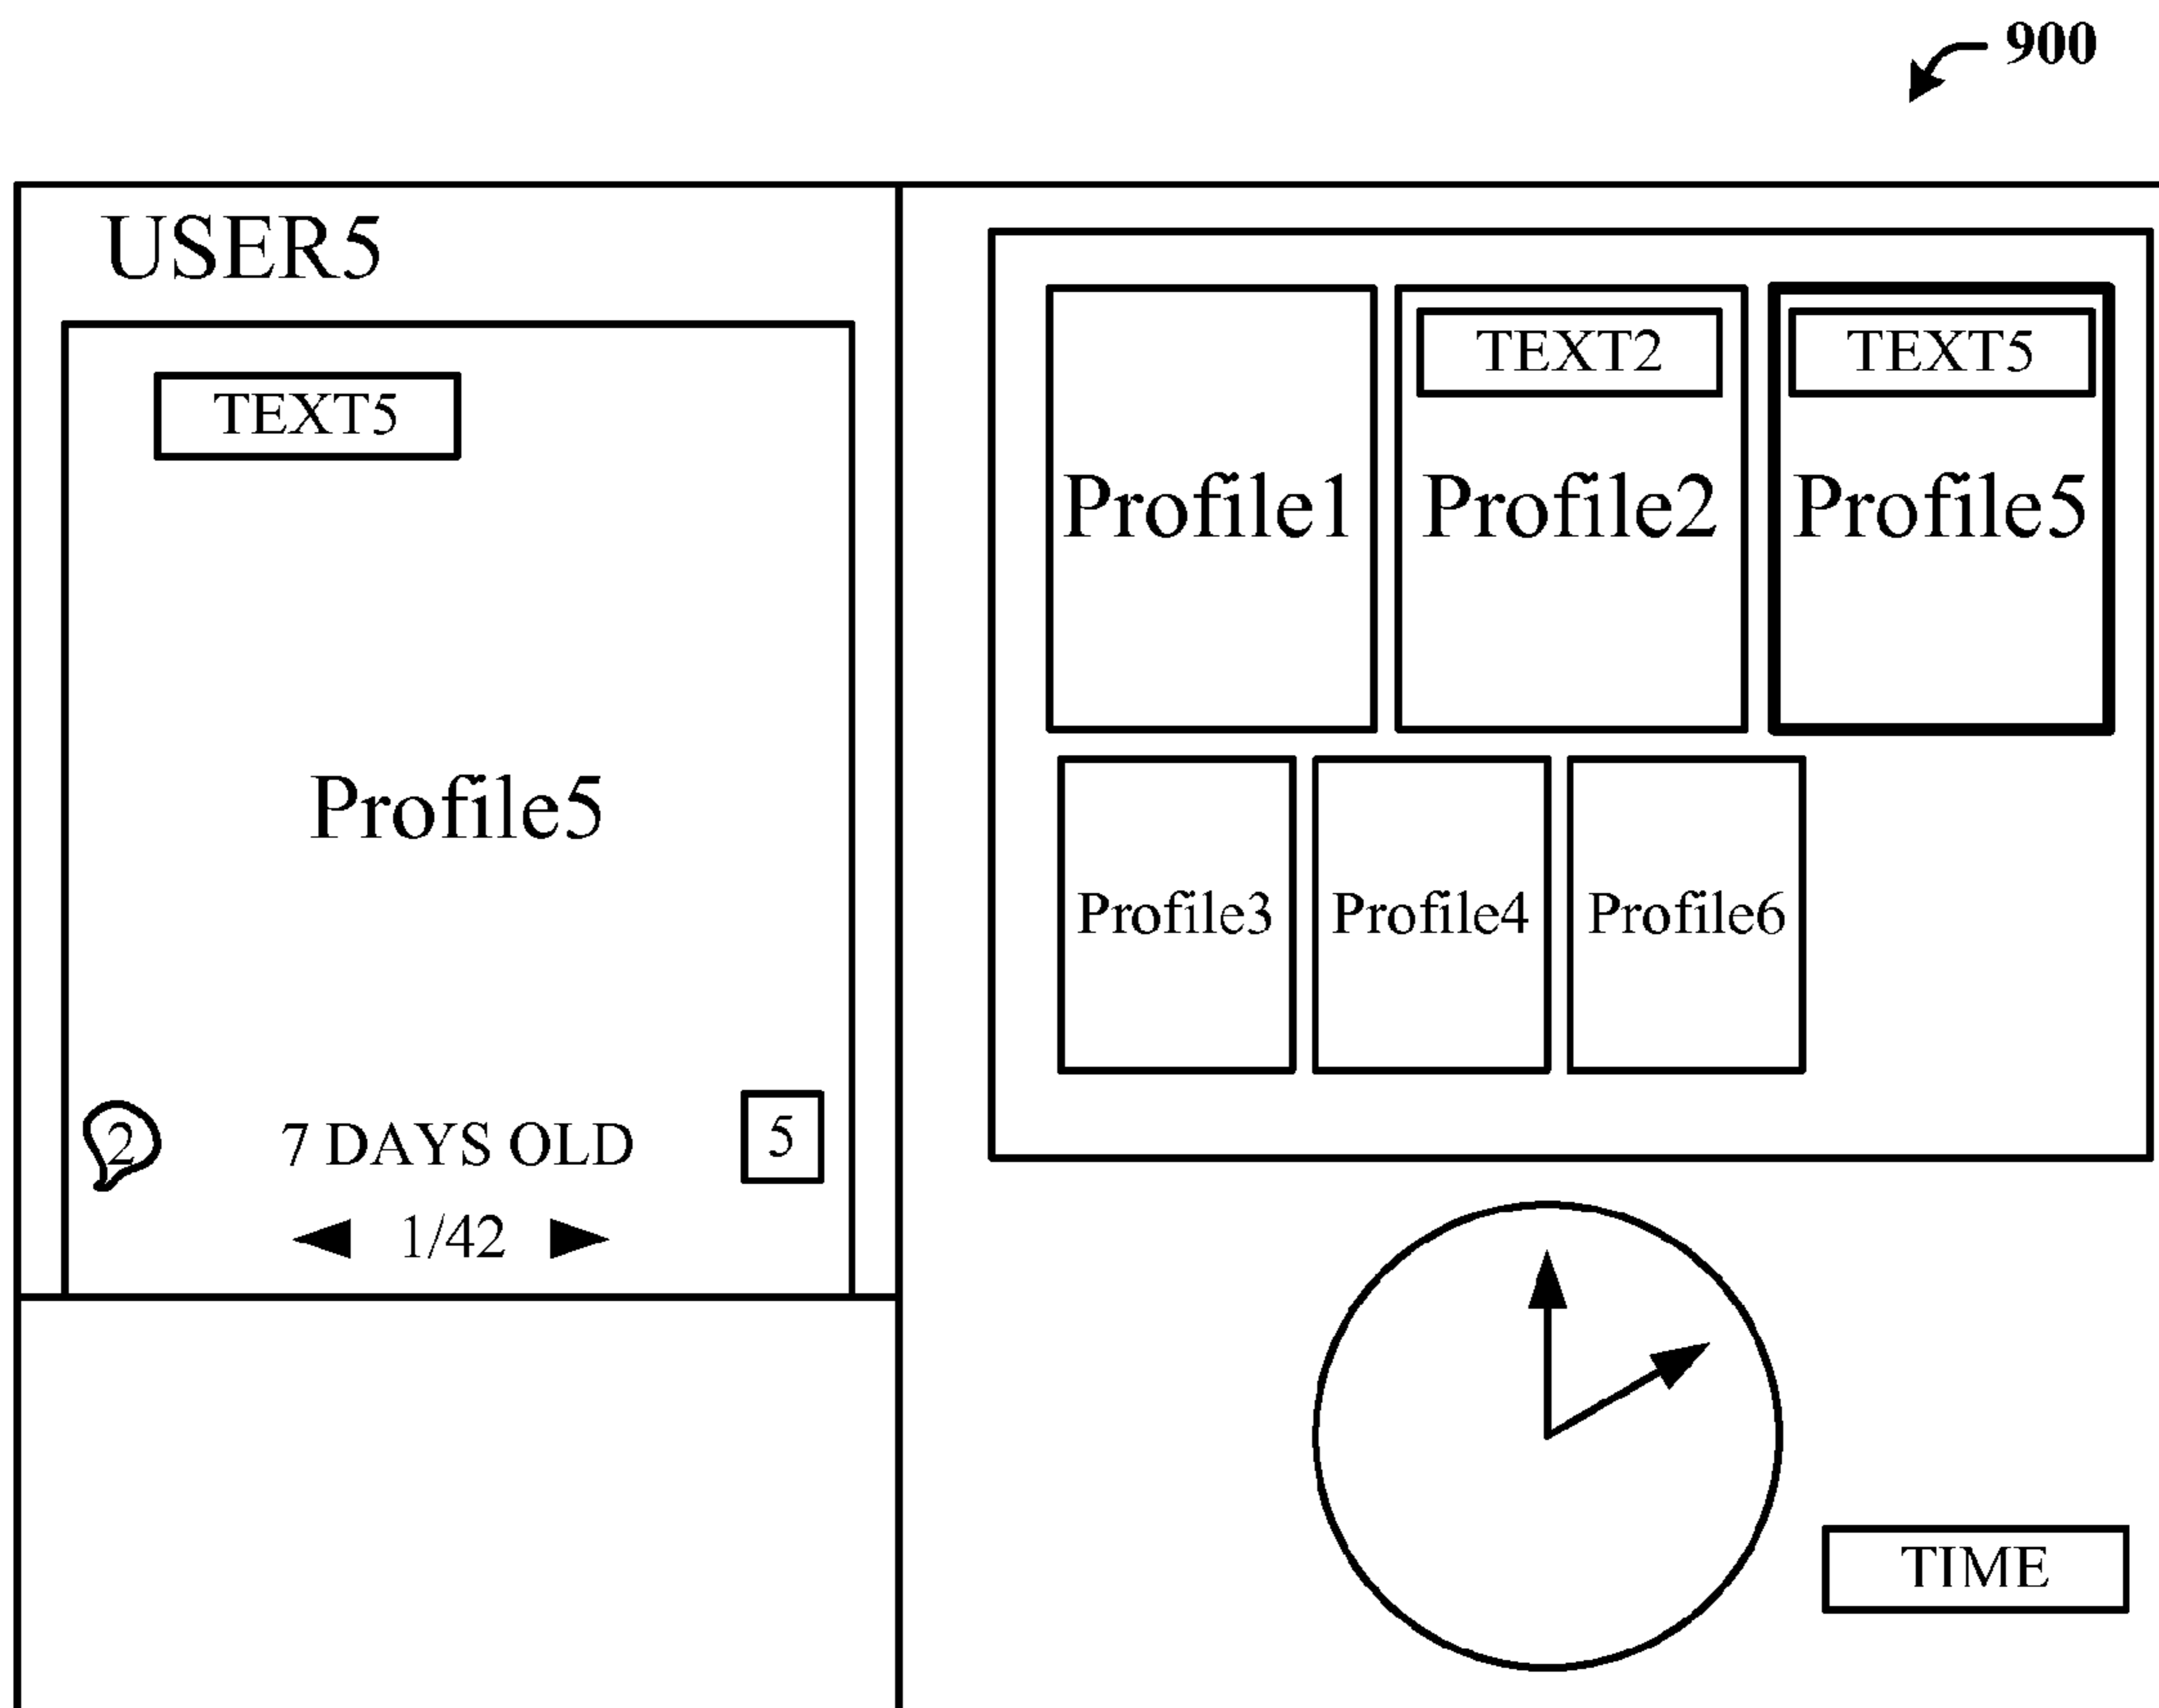 900
USER5
TEXT5
Profile5
2
7 DAYS OLD
5
1/42
TEXT2
TEXT5
Profile1
Profile2
Profile5
Profile3
Profile4
Profile6
TIME